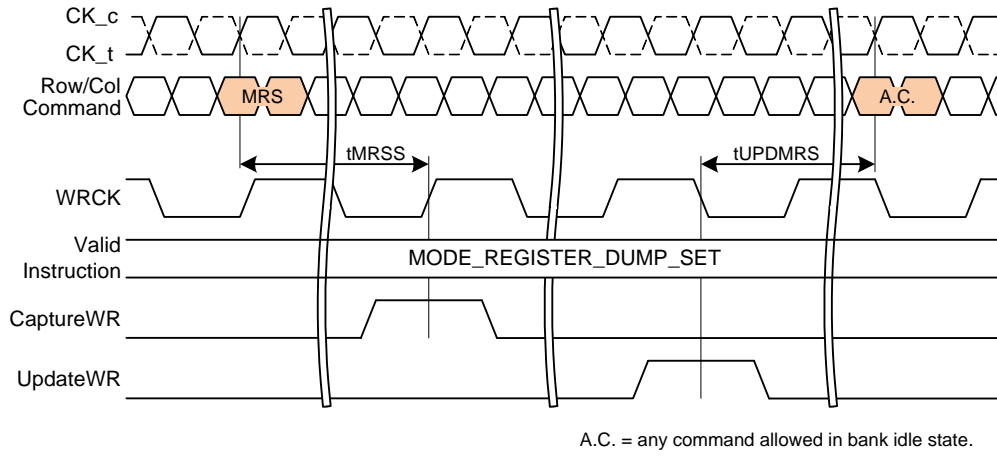 CK_c
CK_t
Row/Col
Command
MRS
A.C.
tMRSS
tUPDMRS
WRCK
Valid
Instruction
MODE_REGISTER_DUMP_SET
CaptureWR
UpdateWR
A.C. = any command allowed in bank idle state.